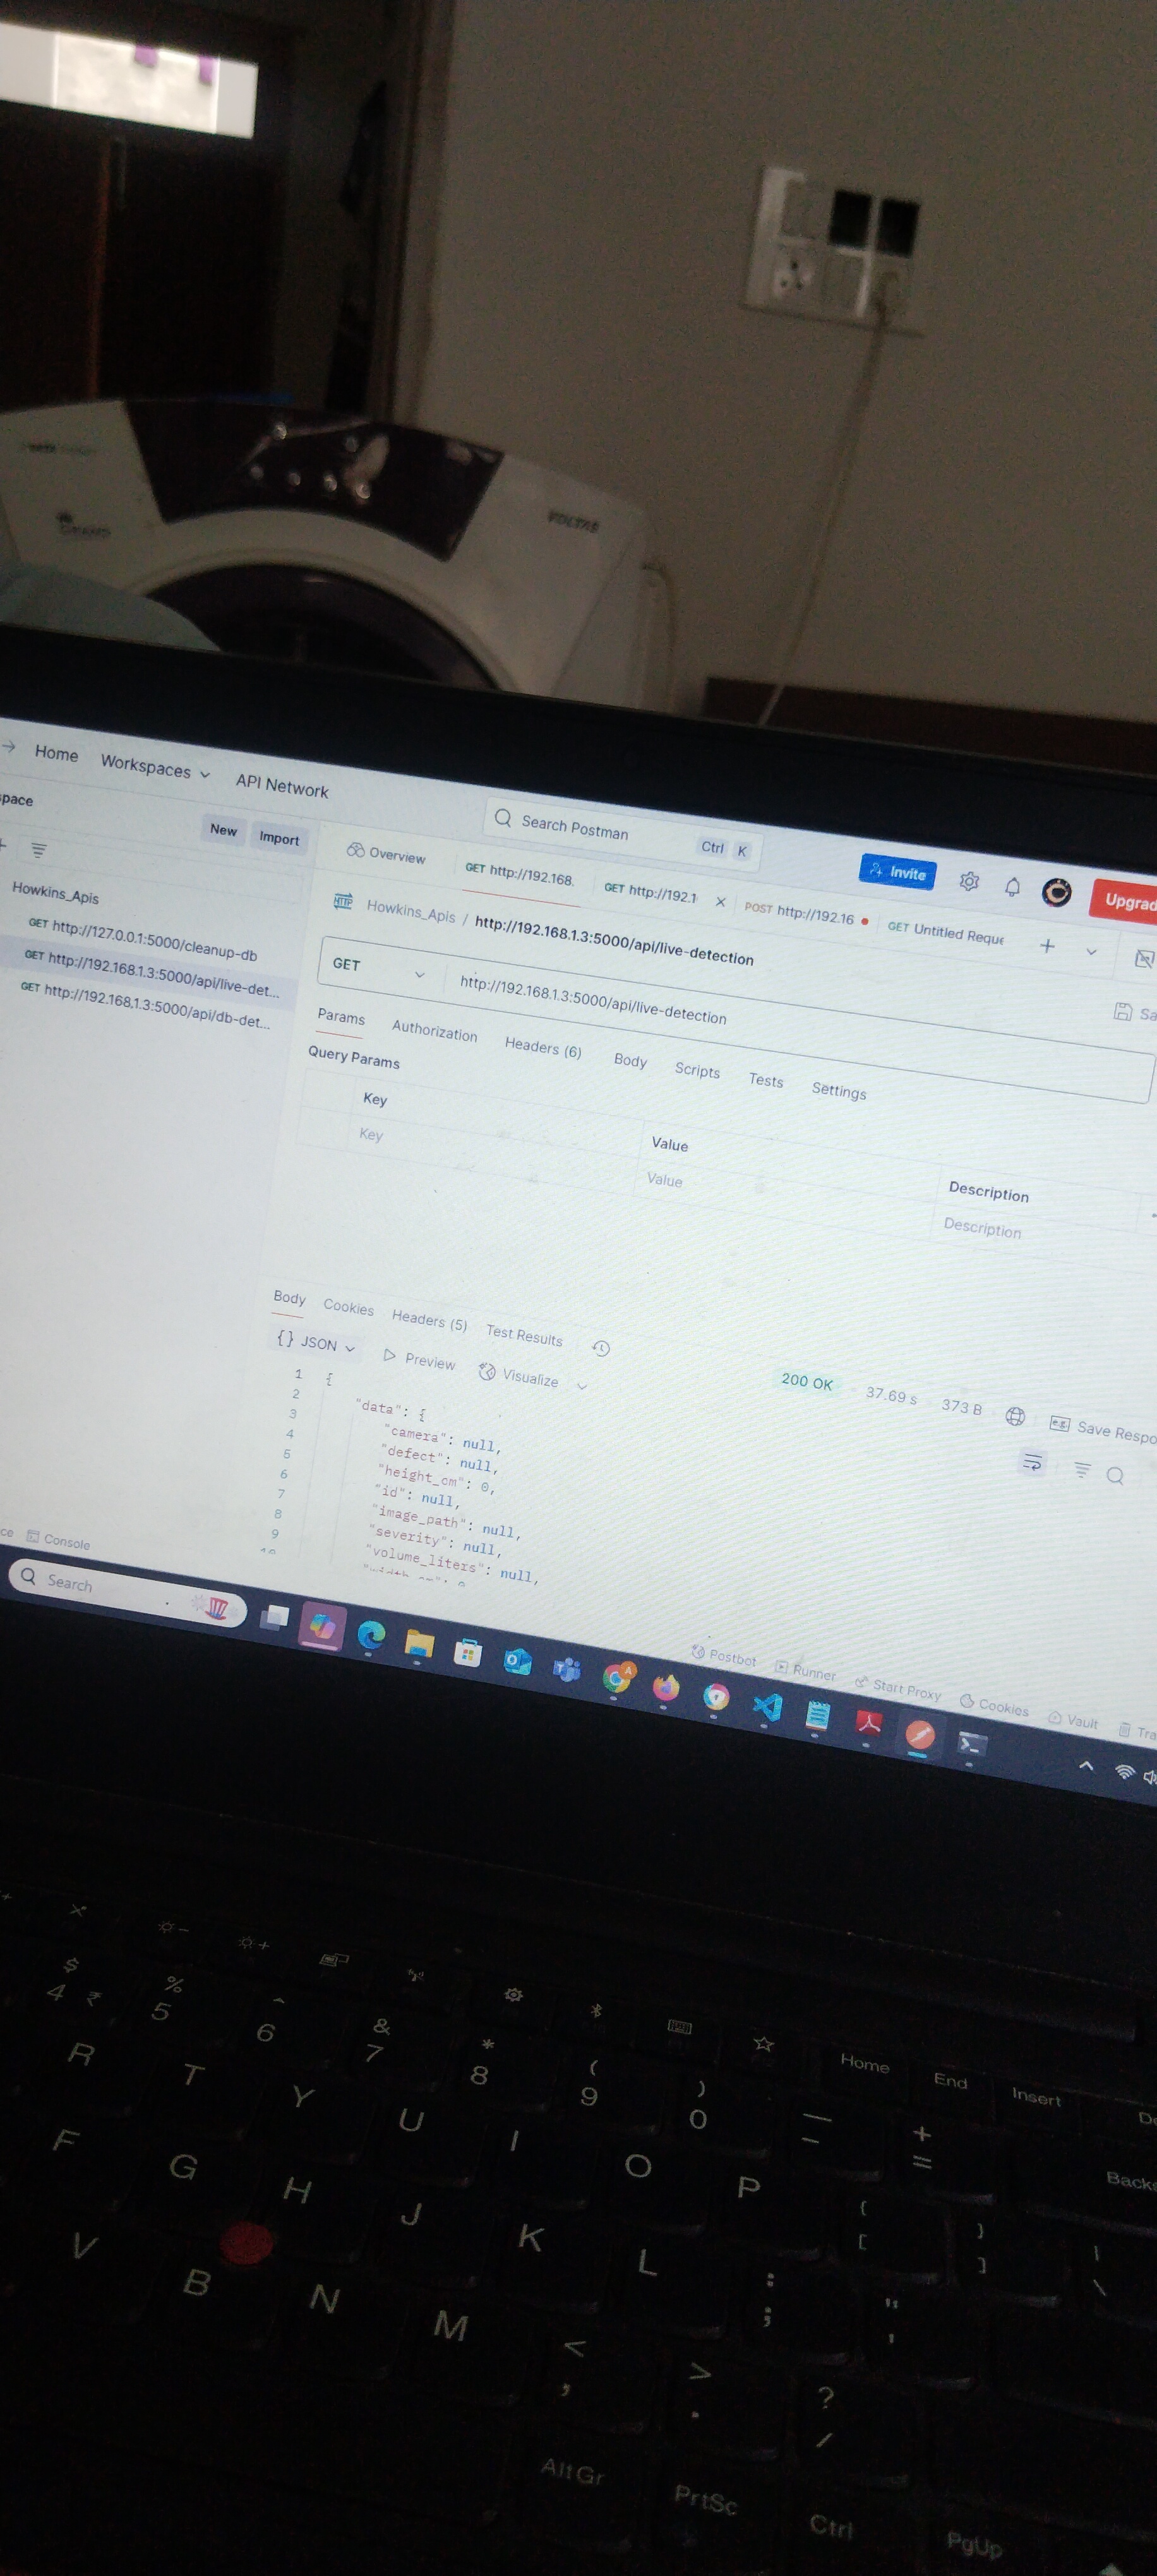 VOLTAS
Home
Workspaces
API Network
Search Postman
Ctrl K
Invite
Upgrad
pace
New
Import
Overview
GET http://192.168.
GET http://192.1
POST http://192.16
GET Untitled Reque
Howkins_Apis
GET http://127.0.0.1:5000/cleanup-db
GET http://192.168.1.3:5000/api/live-det...
GET http://192.168.1.3:5000/api/db-det...
HTTP Howkins_Apis / http://192.168.1.3:5000/api/live-detection
Sa
GET
http://192.168.1.3:5000/api/live-detection
Params
Authorization
Headers (6)
Body
Scripts
Tests
Settings
Query Params
Key
Value
Description
Key
Value
Description
Body
Cookies
Headers (5)
Test Results
200 OK
37.69 s
373 B
Save Respo
{} JSON
Preview
Visualize
1 {
2 "data": {
3 "camera": null,
4 "defect": null,
5 "height_cm": 0,
6 "id": null,
7 "image_path": null,
8 "severity": null,
9 "volume_liters": null,
ce
Console
Postbot
Runner
Start Proxy
Cookies
Vault
Tra
Search
$ % ^ & * ( ) — +
4 ₹ 5 6 7 8 9 0 - =
Home
End
Insert
De
R T Y U I O P { [ } ] | \
Backs
F G H J K L : ; " '
V B N M < , > . ? /
AltGr
PrtSc
Ctrl
PgUp